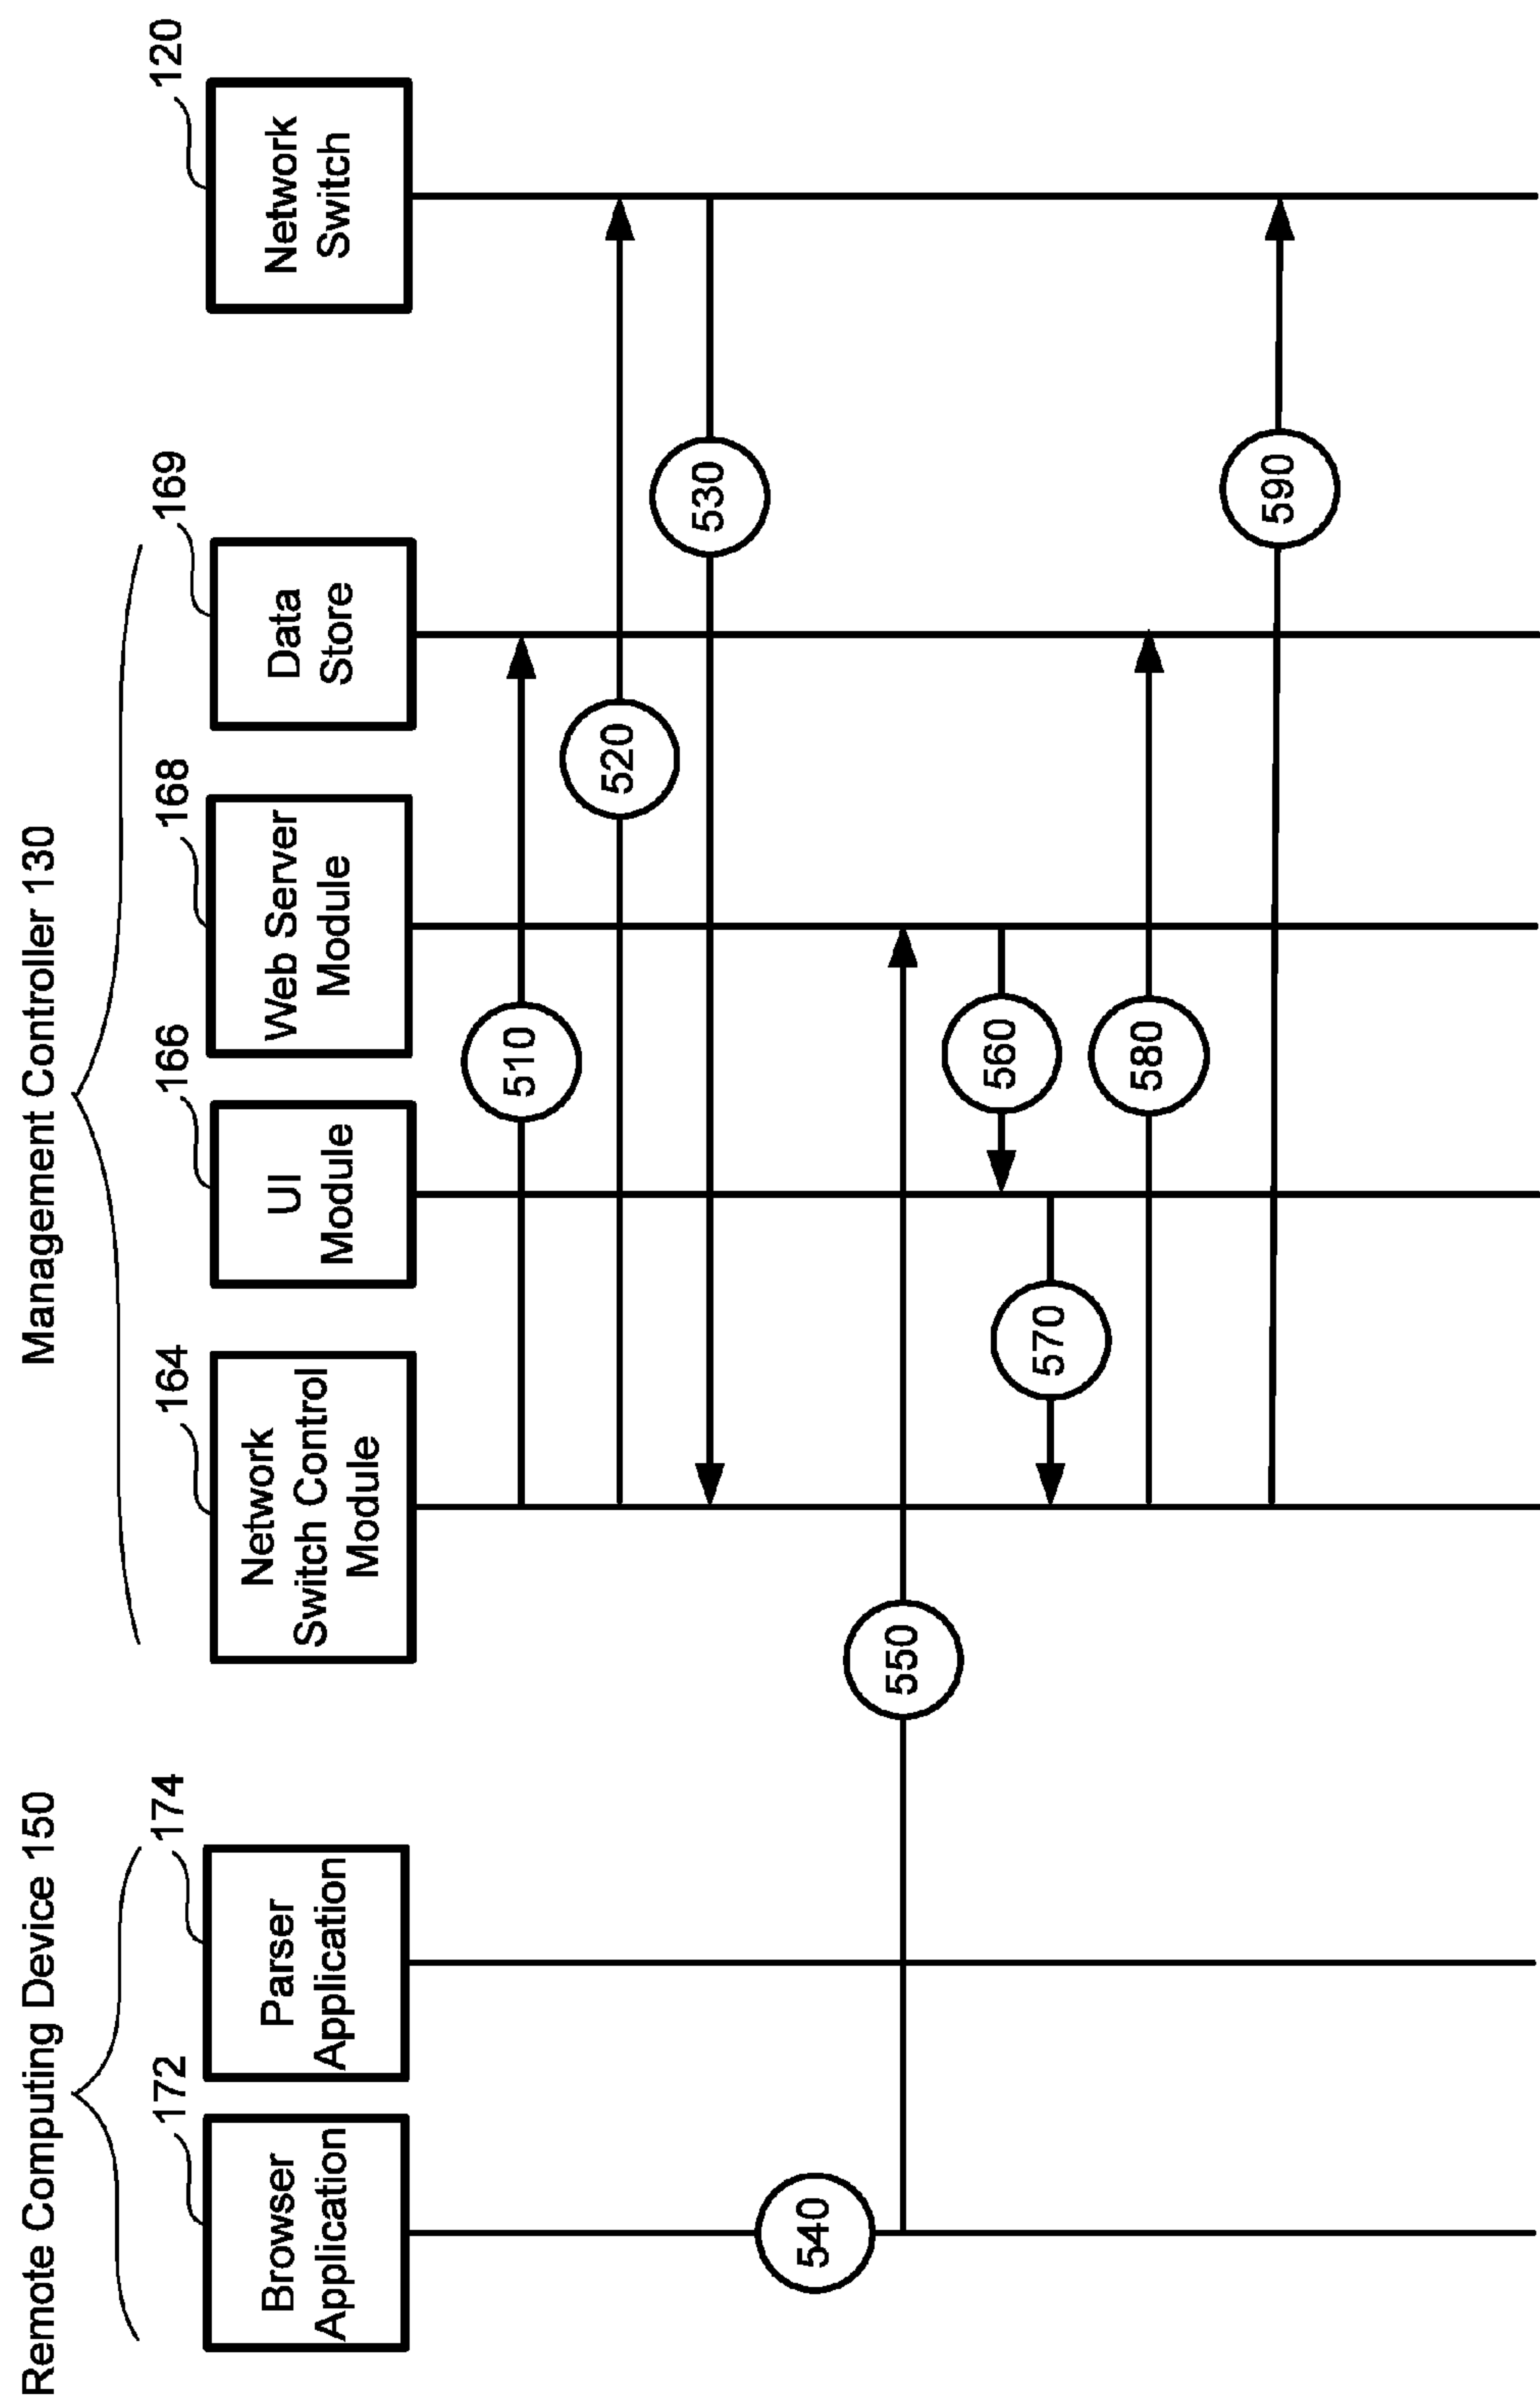 Remote Computing Device 150
Management Controller 130
172
174
164
166
168
169
120
Browser
Application
Parser
Application
Network
Switch Control
Module
UI
Module
Web Server
Module
Data
Store
Network
Switch
510
520
530
540
550
560
570
580
590